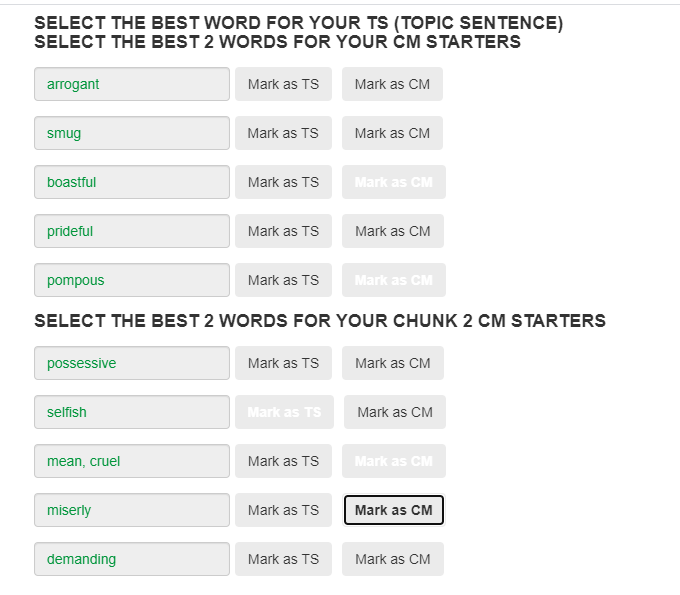 SELECT THE BEST WORD FOR YOUR TS (TOPIC SENTENCE)
SELECT THE BEST 2 WORDS FOR YOUR CM STARTERS
arrogant Mark as TS Mark as CM
smug Mark as TS Mark as CM
boastful Mark as TS Mark as CM
prideful Mark as TS Mark as CM
pompous Mark as TS Mark as CM
SELECT THE BEST 2 WORDS FOR YOUR CHUNK 2 CM STARTERS
possessive Mark as TS Mark as CM
selfish Mark as TS Mark as CM
mean, cruel Mark as TS Mark as CM
miserly Mark as TS Mark as CM
demanding Mark as TS Mark as CM